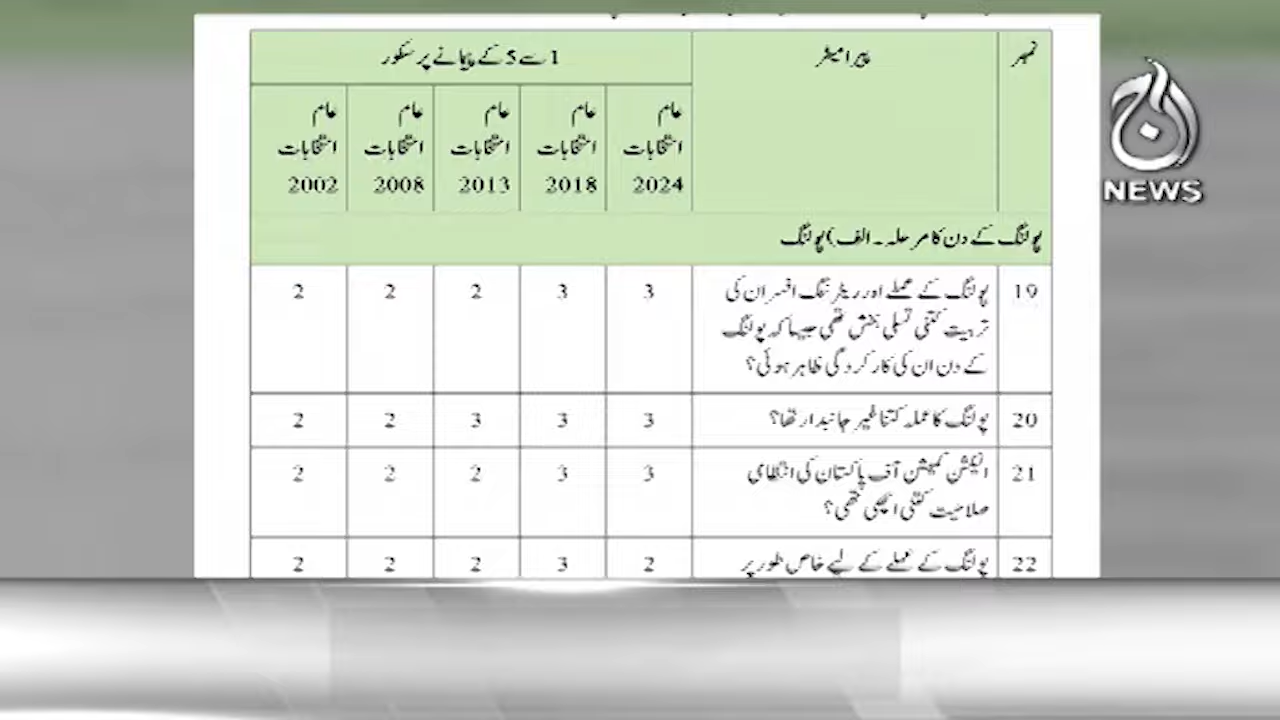 نمبر
پیرامیٹر
1 سے 5 کے پیمانے پر سکور
عام انتخابات 2024
عام انتخابات 2018
عام انتخابات 2013
عام انتخابات 2008
عام انتخابات 2002
پولنگ کے دن کا مرحلہ۔ الف) پولنگ
19 پولنگ کے عملے اور ریٹرننگ افسران کی
تربیت کتنی تسلی بخش تھی جیسا کہ پولنگ
کے دن ان کی کارکردگی ظاہر ہوئی؟
3 3 2 2 2
20 پولنگ کا عملہ کتنا غیر جانبدار تھا؟
3 3 3 2 2
21 الیکشن کمیشن آف پاکستان کی انتظامی
صلاحیت کتنی اچھی تھی؟
3 3 2 2 2
22 پولنگ کے عملے کے لیے خاص طور پر
2 3 2 2 2
آج
NEWS